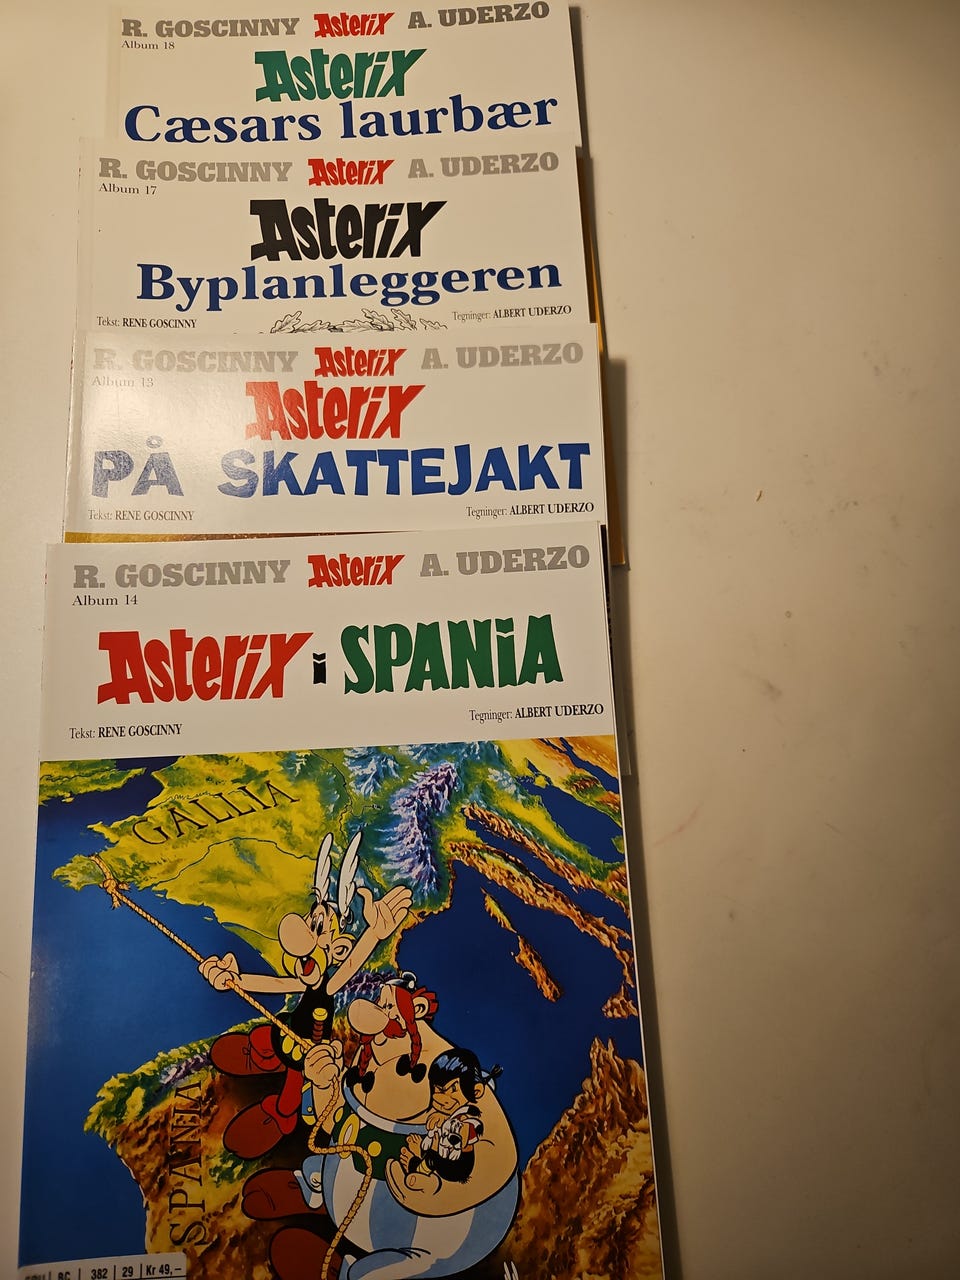 R. GOSCINNY Asterix A. UDERZO
Album 18
Asterix
Cæsars laurbær
R. GOSCINNY Asterix A. UDERZO
Album 17
Asterix
Byplanleggeren
Tekst: RENE GOSCINNY Tegninger: ALBERT UDERZO
R. GOSCINNY Asterix A. UDERZO
Album 13
Asterix
PÅ SKATTEJAKT
Tekst: RENE GOSCINNY Tegninger: ALBERT UDERZO
R. GOSCINNY Asterix A. UDERZO
Album 14
Asterix i SPANiA
Tekst: RENE GOSCINNY Tegninger: ALBERT UDERZO
GALLIA
SPANIA
BC | 382 | 29 | Kr 49,-